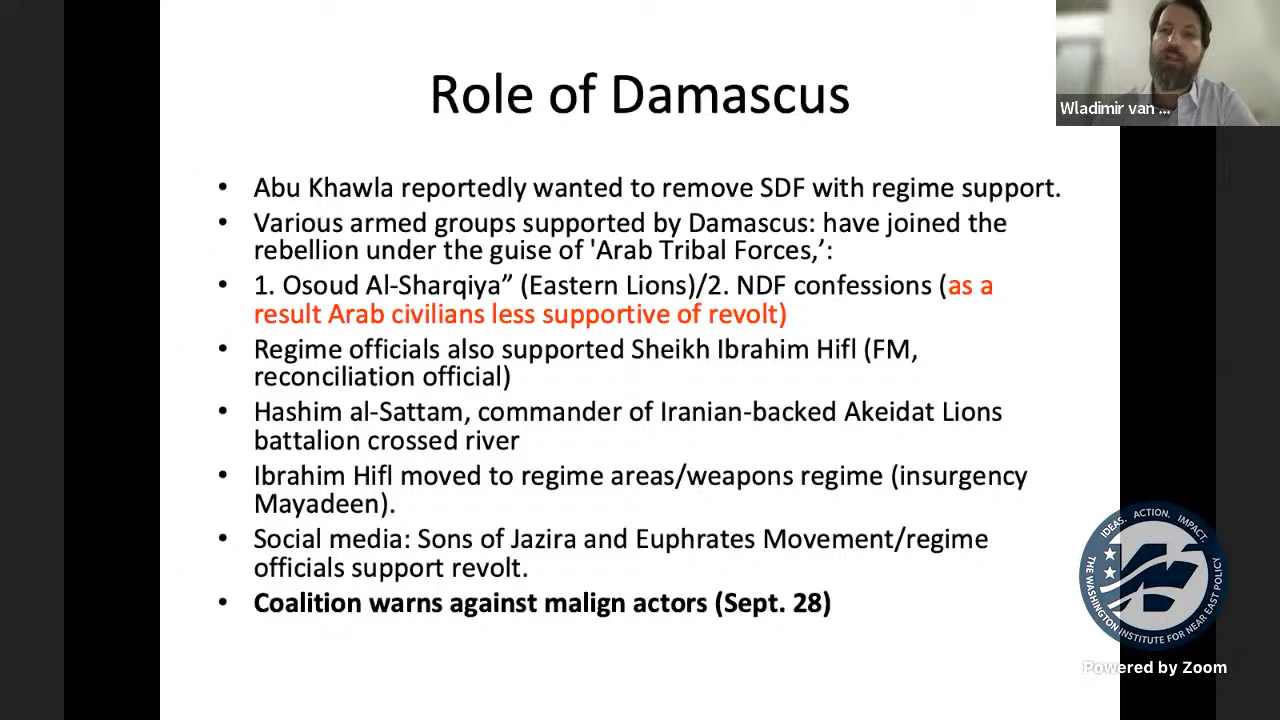 Role of Damascus
Wladimir van ...
• Abu Khawla reportedly wanted to remove SDF with regime support.
• Various armed groups supported by Damascus: have joined the
rebellion under the guise of 'Arab Tribal Forces,’:
• 1. Osoud Al-Sharqiya” (Eastern Lions)/2. NDF confessions (as a
result Arab civilians less supportive of revolt)
• Regime officials also supported Sheikh Ibrahim Hifl (FM,
reconciliation official)
• Hashim al-Sattam, commander of Iranian-backed Akeidat Lions
battalion crossed river
• Ibrahim Hifl moved to regime areas/weapons regime (insurgency
Mayadeen).
• Social media: Sons of Jazira and Euphrates Movement/regime
officials support revolt.
• Coalition warns against malign actors (Sept. 28)
IDEAS. ACTION. IMPACT.
THE WASHINGTON INSTITUTE FOR NEAR EAST POLICY
Powered by Zoom